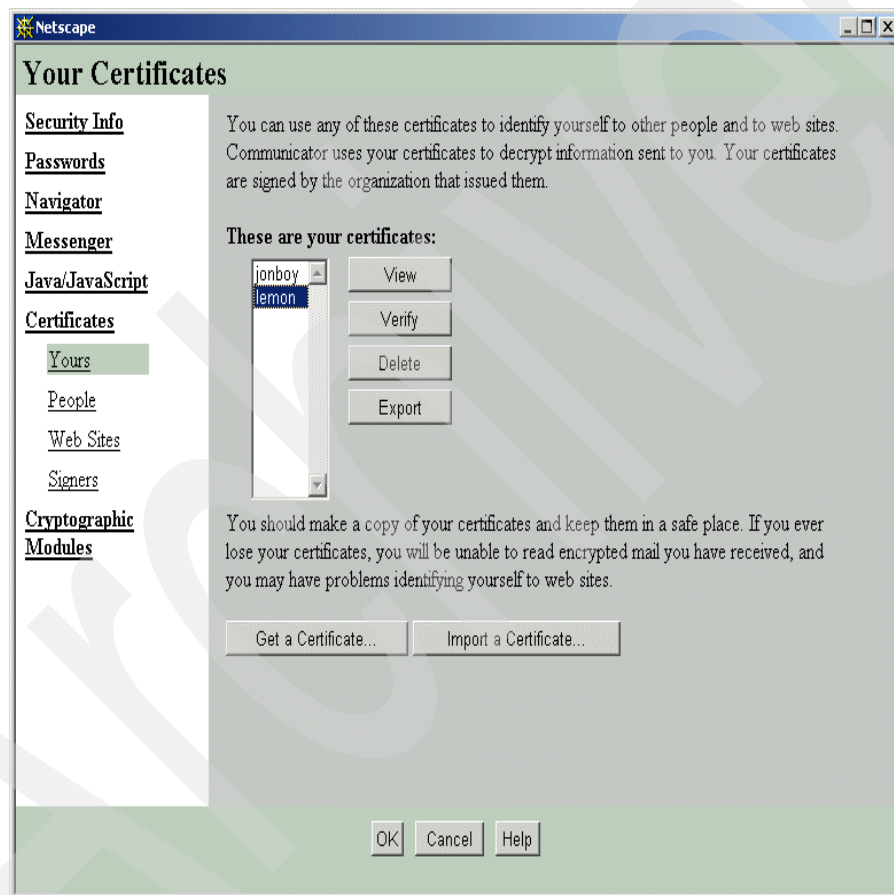 Netscape
Your Certificates
Security Info
Passwords
Navigator
Messenger
Java/JavaScript
Certificates
Yours
People
Web Sites
Signers
Cryptographic
Modules
You can use any of these certificates to identify yourself to other people and to web sites.
Communicator uses your certificates to decrypt information sent to you. Your certificates
are signed by the organization that issued them.
These are your certificates:
jonboy
lemon
View
Verify
Delete
Export
You should make a copy of your certificates and keep them in a safe place. If you ever
lose your certificates, you will be unable to read encrypted mail you have received, and
you may have problems identifying yourself to web sites.
Get a Certificate...
Import a Certificate...
OK
Cancel
Help